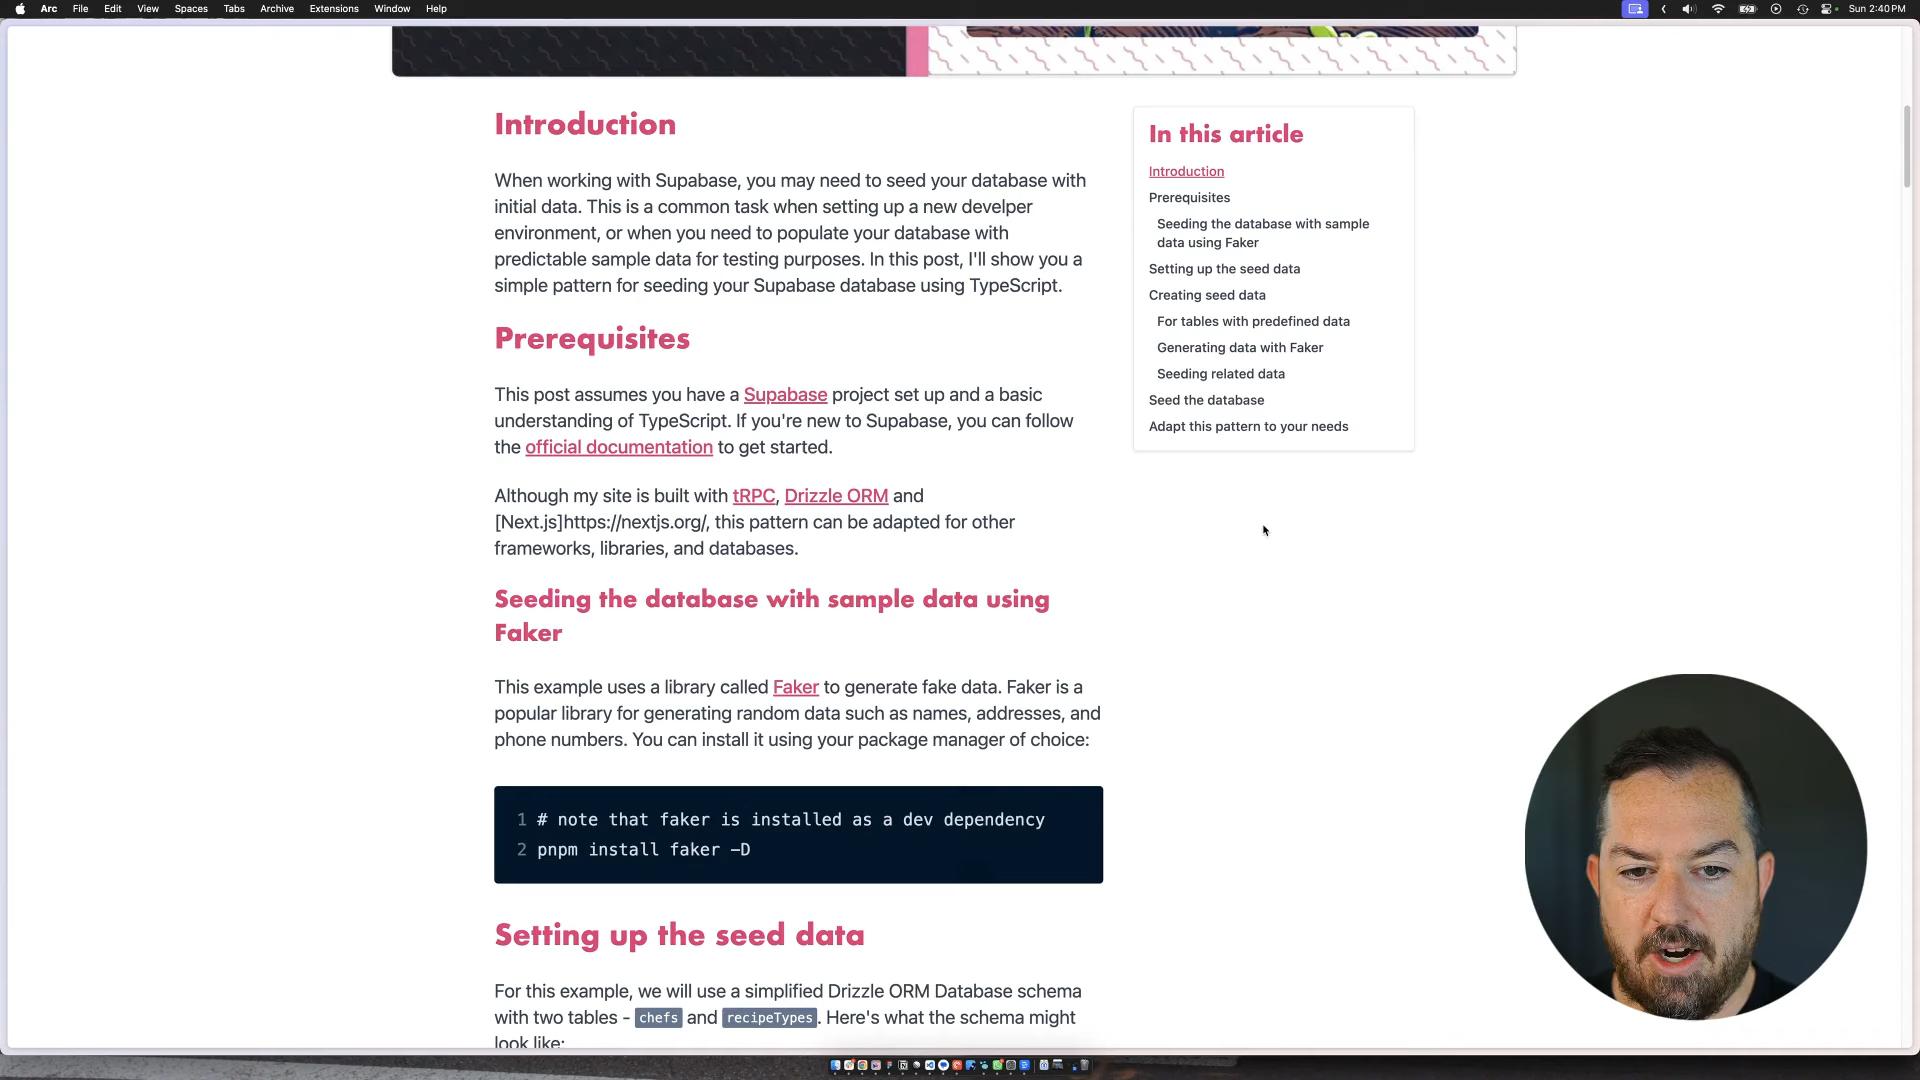 Arc File Edit View Spaces Tabs Archive Extensions Window Help
Sun 2:40 PM
Introduction
When working with Supabase, you may need to seed your database with
initial data. This is a common task when setting up a new develper
environment, or when you need to populate your database with
predictable sample data for testing purposes. In this post, I'll show you a
simple pattern for seeding your Supabase database using TypeScript.
Prerequisites
This post assumes you have a Supabase project set up and a basic
understanding of TypeScript. If you're new to Supabase, you can follow
the official documentation to get started.
Although my site is built with tRPC, Drizzle ORM and
[Next.js]https://nextjs.org/, this pattern can be adapted for other
frameworks, libraries, and databases.
Seeding the database with sample data using
Faker
This example uses a library called Faker to generate fake data. Faker is a
popular library for generating random data such as names, addresses, and
phone numbers. You can install it using your package manager of choice:
1 # note that faker is installed as a dev dependency
2 pnpm install faker -D
Setting up the seed data
For this example, we will use a simplified Drizzle ORM Database schema
with two tables - chefs and recipeTypes. Here's what the schema might
look like:
In this article
Introduction
Prerequisites
Seeding the database with sample
data using Faker
Setting up the seed data
Creating seed data
For tables with predefined data
Generating data with Faker
Seeding related data
Seed the database
Adapt this pattern to your needs